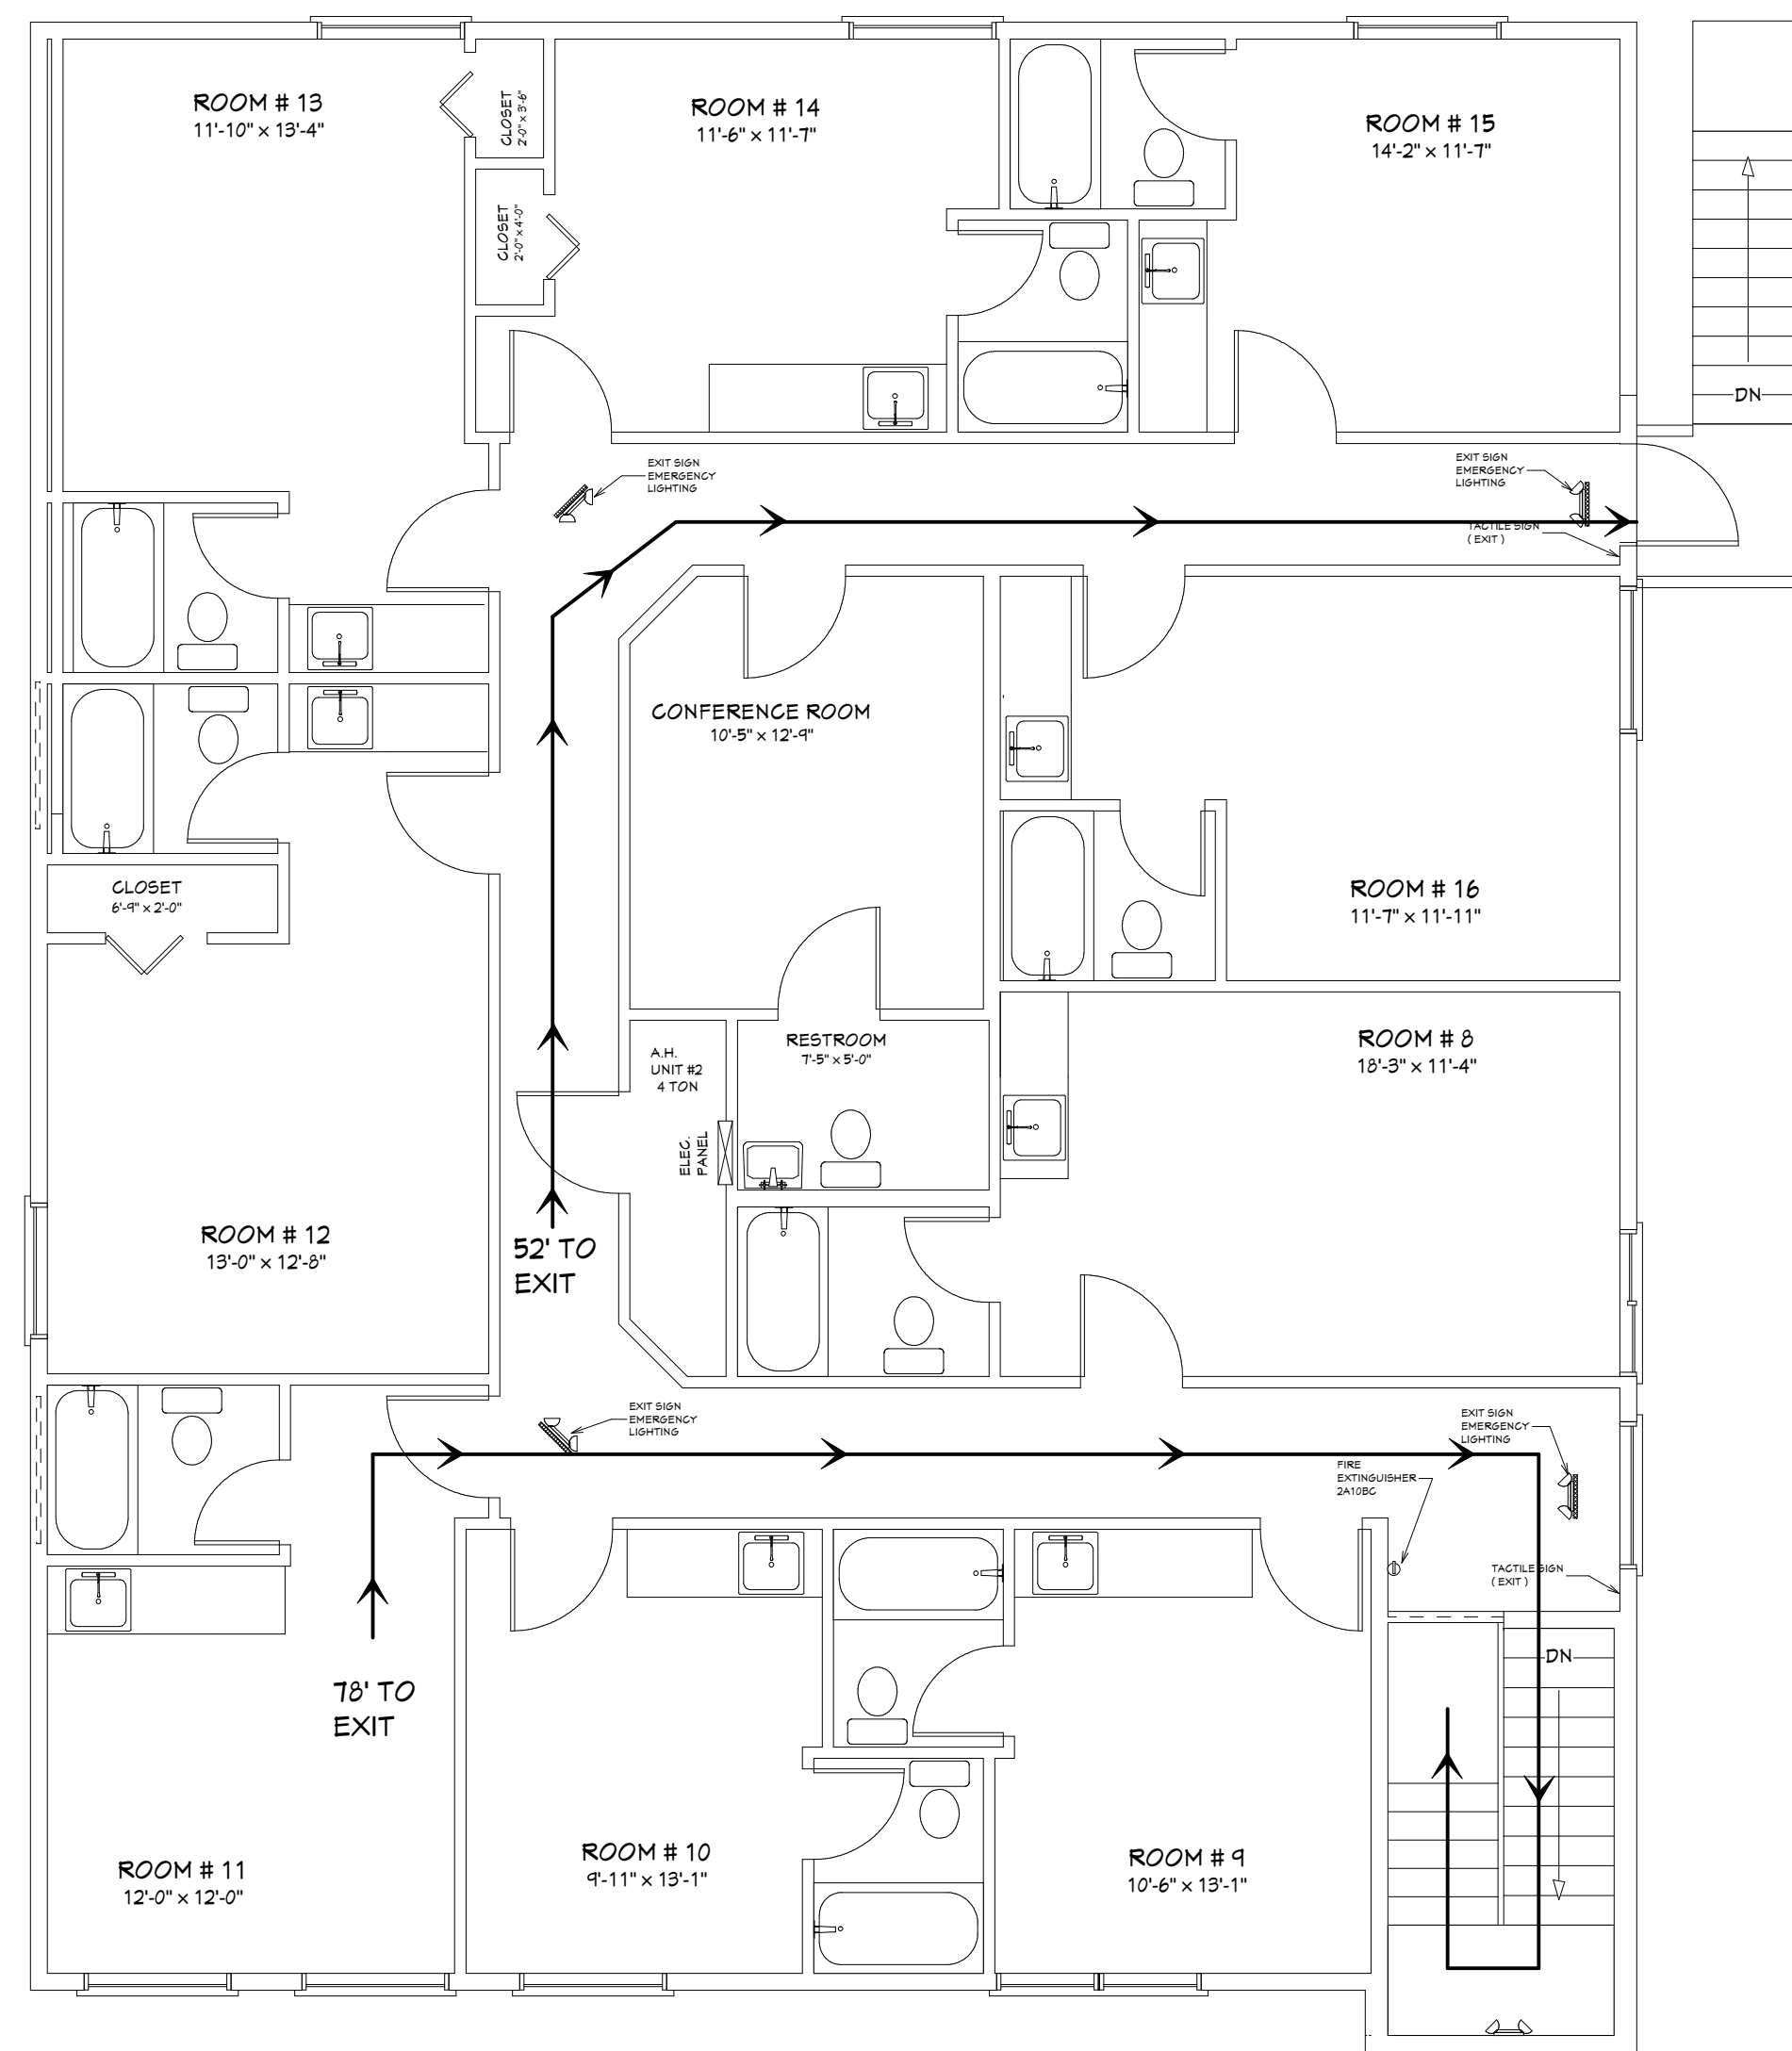 ROOM # 13
11'-10" x 13'-4"
CLOSET
2'-0" x 3'-6"
ROOM # 14
11'-6" x 11'-7"
ROOM # 15
14'-2" x 11'-7"
CLOSET
2'-0" x 4'-0"
DN
EXIT SIGN
EMERGENCY
LIGHTING
EXIT SIGN
EMERGENCY
LIGHTING
TACTILE SIGN
( EXIT )
CONFERENCE ROOM
10'-5" x 12'-9"
CLOSET
6'-9" x 2'-0"
ROOM # 16
11'-7" x 11'-11"
A.H.
UNIT #2
4 TON
RESTROOM
7'-5" x 5'-0"
ROOM # 8
18'-3" x 11'-4"
ELEC.
PANEL
ROOM # 12
13'-0" x 12'-8"
52' TO
EXIT
EXIT SIGN
EMERGENCY
LIGHTING
EXIT SIGN
EMERGENCY
LIGHTING
FIRE
EXTINGUISHER
2A10BC
TACTILE SIGN
( EXIT )
DN
78' TO
EXIT
ROOM # 11
12'-0" x 12'-0"
ROOM # 10
9'-11" x 13'-1"
ROOM # 9
10'-6" x 13'-1"